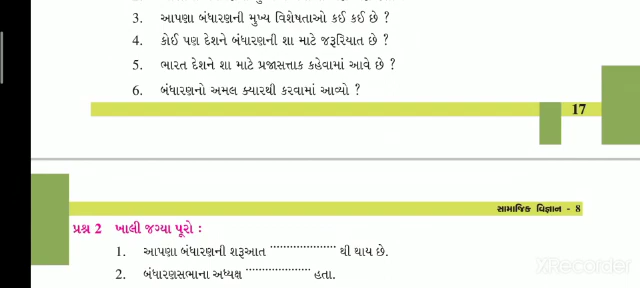 3. આપણા બંધારણની મુખ્ય વિશેષતાઓ કઈ કઈ છે ?
4. કોઈ પણ દેશને બંધારણની શા માટે જરૂરિયાત છે ?
5. ભારત દેશને શા માટે પ્રજાસત્તાક કહેવામાં આવે છે ?
6. બંધારણનો અમલ ક્યારથી કરવામાં આવ્યો ?
17
સામાજિક વિજ્ઞાન - 8
પ્રશ્ન 2 ખાલી જગ્યા પૂરો :
1. આપણા બંધારણની શરૂઆત .................... થી થાય છે.
2. બંધારણસભાના અધ્યક્ષ .................... હતા.
XRecorder